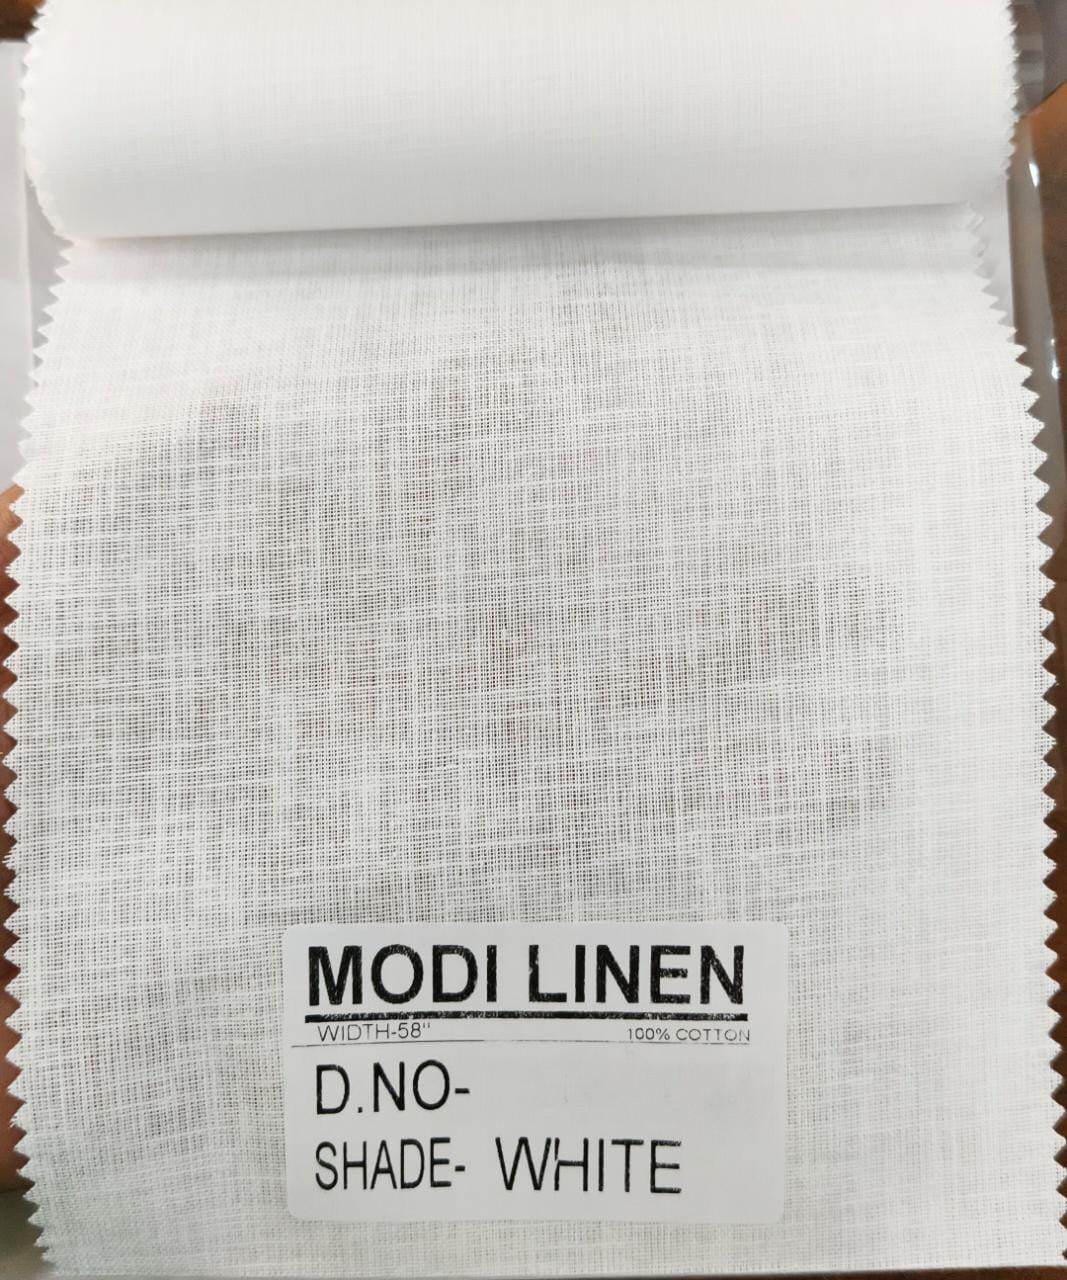 MODI LINEN
WIDTH-58" 100% COTTON
D.NO-
SHADE- WHITE